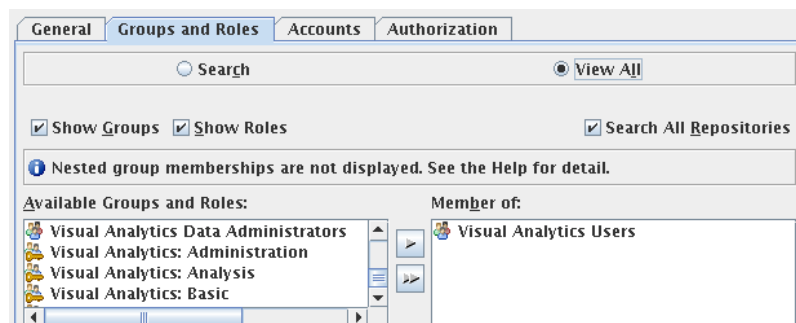 General Groups and Roles Accounts Authorization
Search View All
Show Groups Show Roles Search All Repositories
Nested group memberships are not displayed. See the Help for detail.
Available Groups and Roles: Member of:
Visual Analytics Data Administrators Visual Analytics Users
Visual Analytics: Administration
Visual Analytics: Analysis
Visual Analytics: Basic